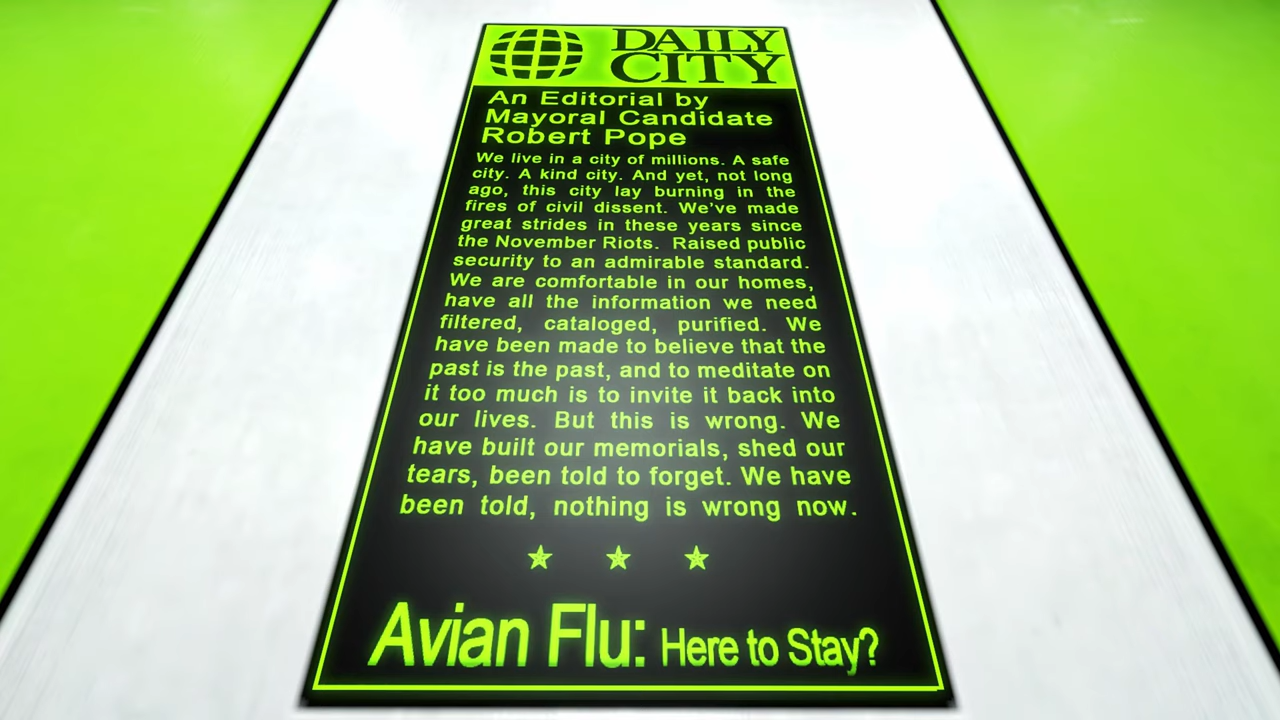 DAILY
CITY
An Editorial by
Mayoral Candidate
Robert Pope
We live in a city of millions. A safe
city. A kind city. And yet, not long
ago, this city lay burning in the
fires of civil dissent. We've made
great strides in these years since
the November Riots. Raised public
security to an admirable standard.
We are comfortable in our homes,
have all the information we need
filtered, cataloged, purified. We
have been made to believe that the
past is the past, and to meditate on
it too much is to invite it back into
our lives. But this is wrong. We
have built our memorials, shed our
tears, been told to forget. We have
been told, nothing is wrong now.
Avian Flu: Here to Stay?